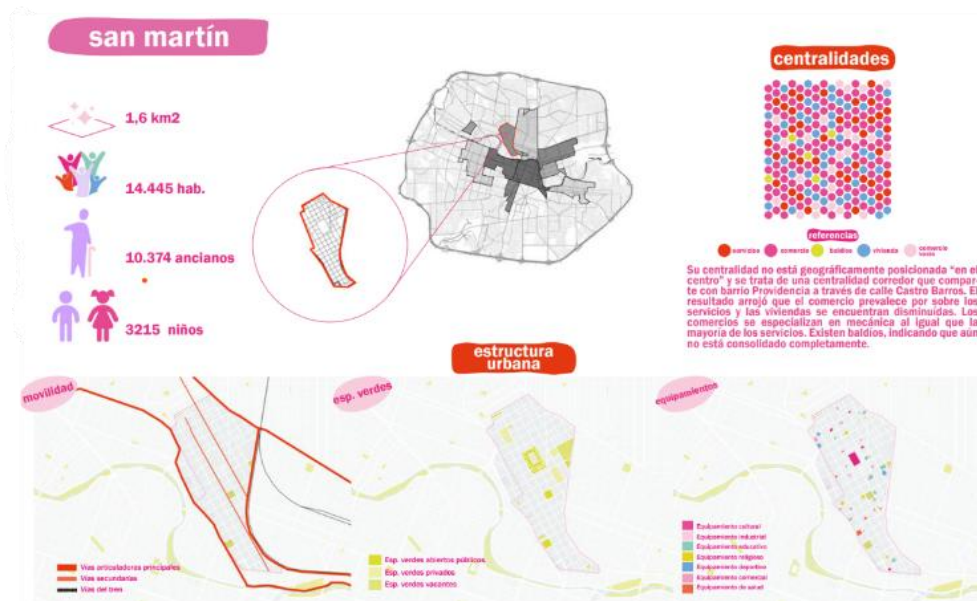 san martín
1,6 km2
14.445 hab.
10.374 ancianos
3215 niños
centralidades
referencias
servicios comercio baldíos vivienda comercio
vacío
Su centralidad no está geográficamente posicionada "en el
centro" y se trata de una centralidad corredor que compar-
te con barrio Providencia a través de calle Castro Barros. El
resultado arrojó que el comercio prevalece por sobre los
servicios y las viviendas se encuentran disminuidas. Los
comercios se especializan en mecánica al igual que la
mayoría de los servicios. Existen baldíos, indicando que aún
no está consolidado completamente.
estructura
urbana
movilidad
Vías articuladoras principales
Vías secundarias
Vías del tren
esp. verdes
Esp. verdes abiertos públicos
Esp. verdes privados
Esp. verdes vacantes
equipamientos
Equipamiento cultural
Equipamiento industrial
Equipamiento educativo
Equipamiento religioso
Equipamiento deportivo
Equipamiento comercial
Equipamiento de salud